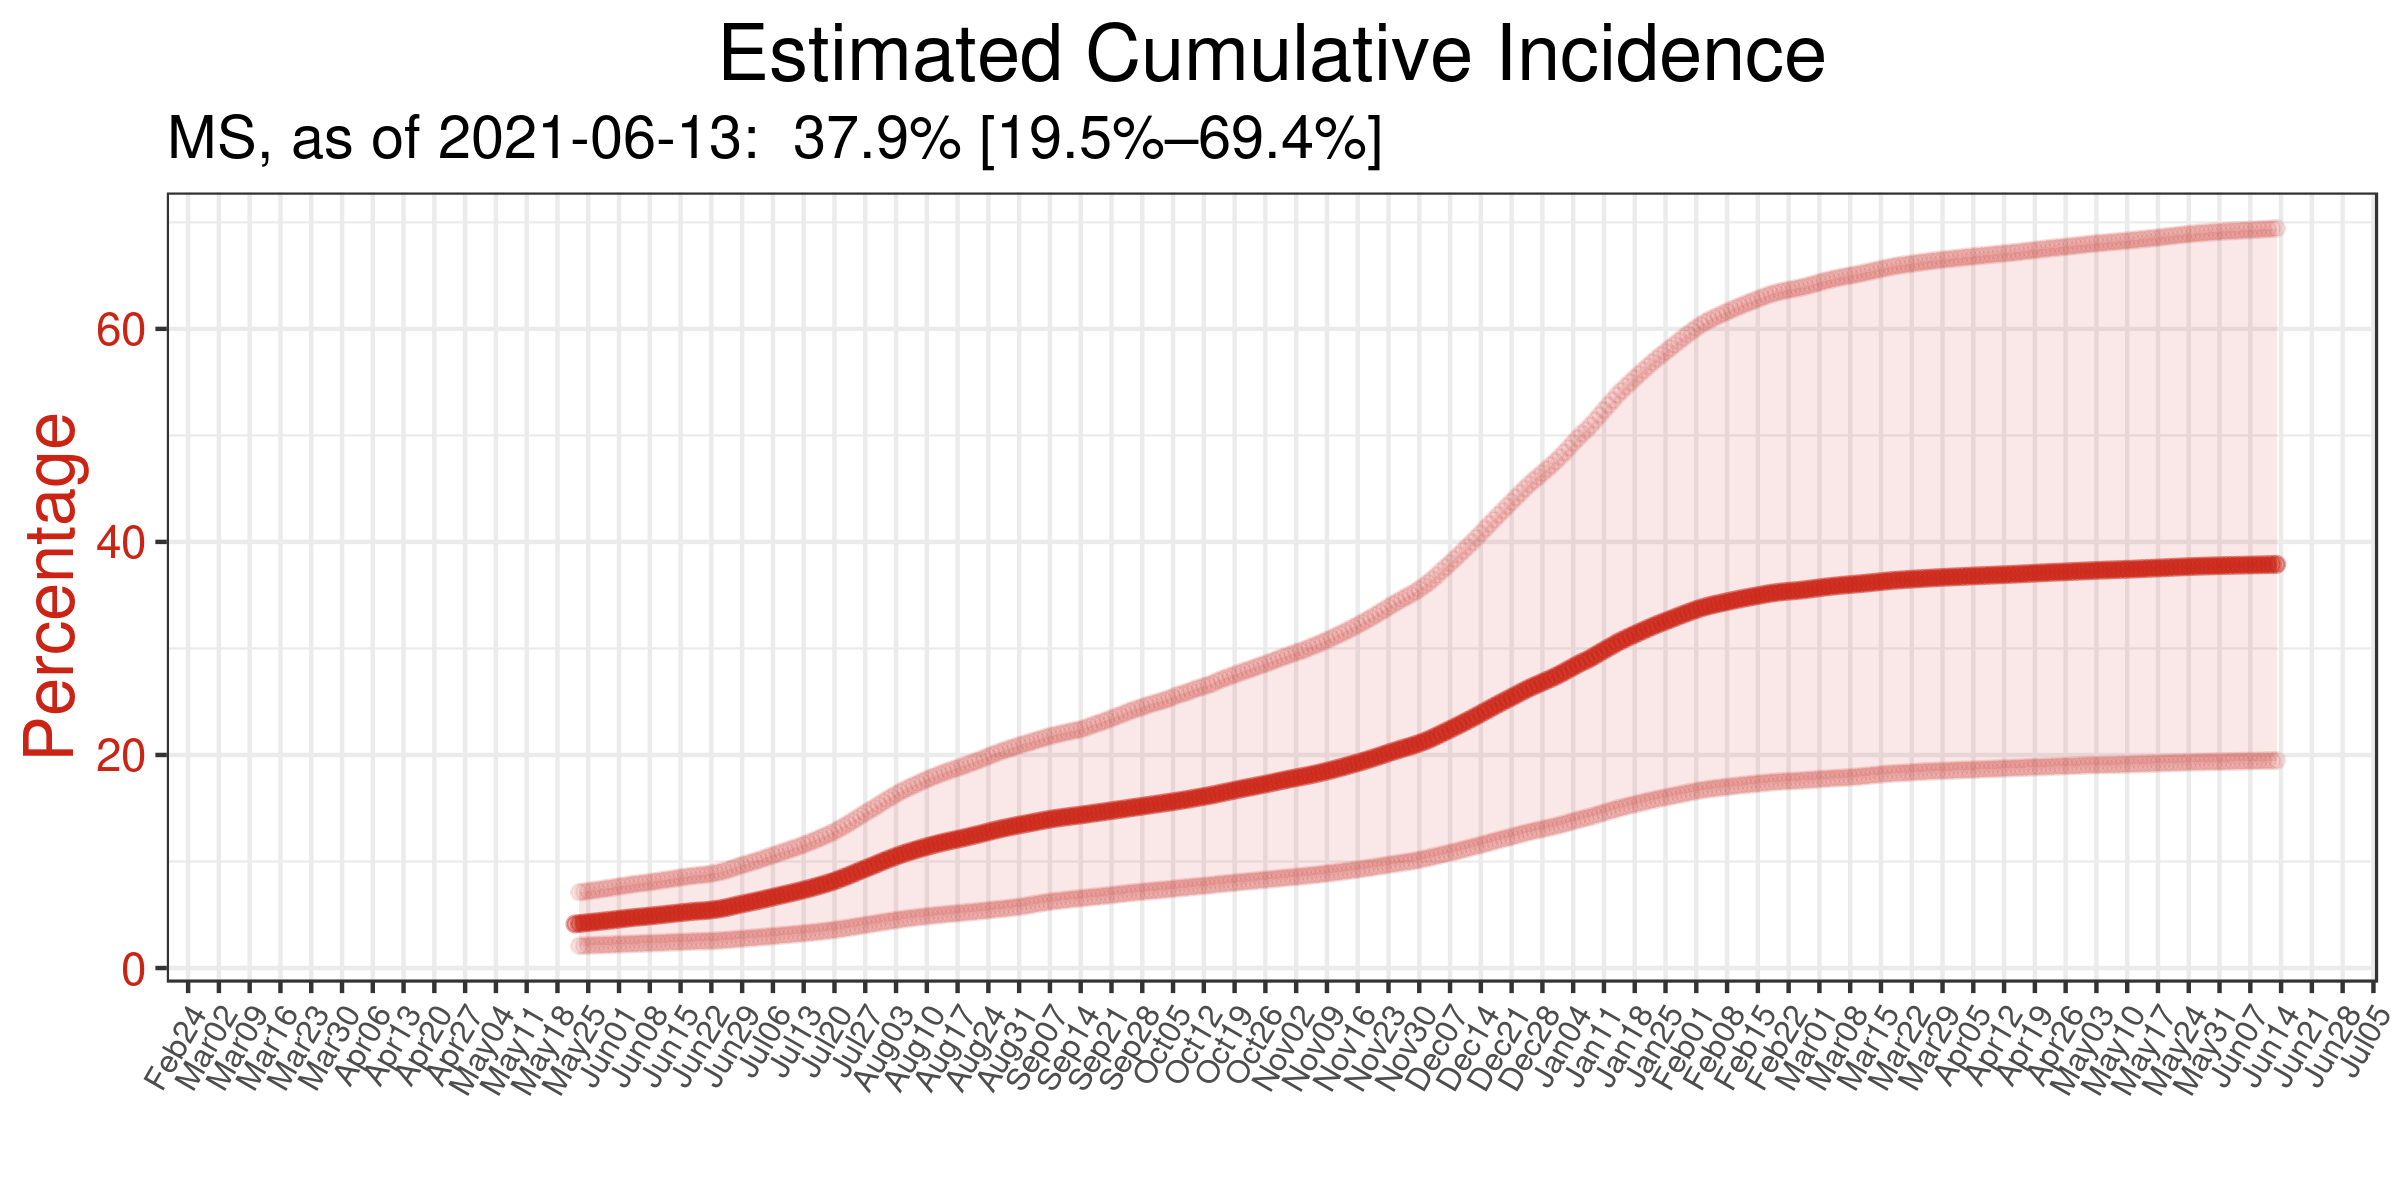 Estimated Cumulative Incidence
MS, as of 2021-06-13:  37.9% [19.5%–69.4%]
Percentage
60
40
20
0
Feb24
Mar02
Mar09
Mar16
Mar23
Mar30
Apr06
Apr13
Apr20
Apr27
May04
May11
May18
May25
Jun01
Jun08
Jun15
Jun22
Jun29
Jul06
Jul13
Jul20
Jul27
Aug03
Aug10
Aug17
Aug24
Aug31
Sep07
Sep14
Sep21
Sep28
Oct05
Oct12
Oct19
Oct26
Nov02
Nov09
Nov16
Nov23
Nov30
Dec07
Dec14
Dec21
Dec28
Jan04
Jan11
Jan18
Jan25
Feb01
Feb08
Feb15
Feb22
Mar01
Mar08
Mar15
Mar22
Mar29
Apr05
Apr12
Apr19
Apr26
May03
May10
May17
May24
May31
Jun07
Jun14
Jun21
Jun28
Jul05